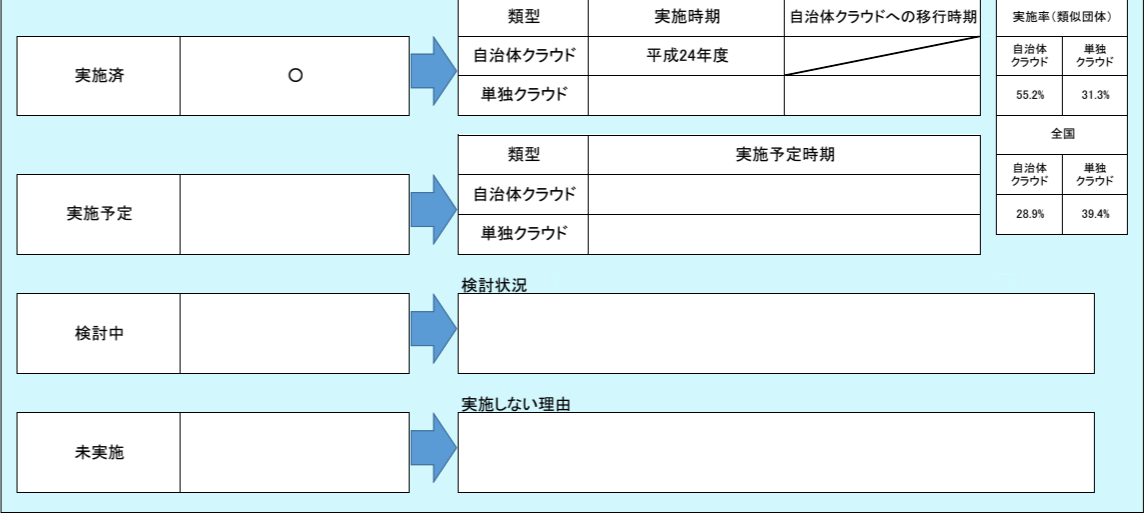 類型 実施時期 自治体クラウドへの移行時期
実施済 ○
自治体クラウド 平成24年度
単独クラウド
実施率(類似団体)
自治体
クラウド
単独
クラウド
55.2% 31.3%
全国
自治体
クラウド
単独
クラウド
28.9% 39.4%
類型 実施予定時期
実施予定
自治体クラウド
単独クラウド
検討状況
検討中
実施しない理由
未実施